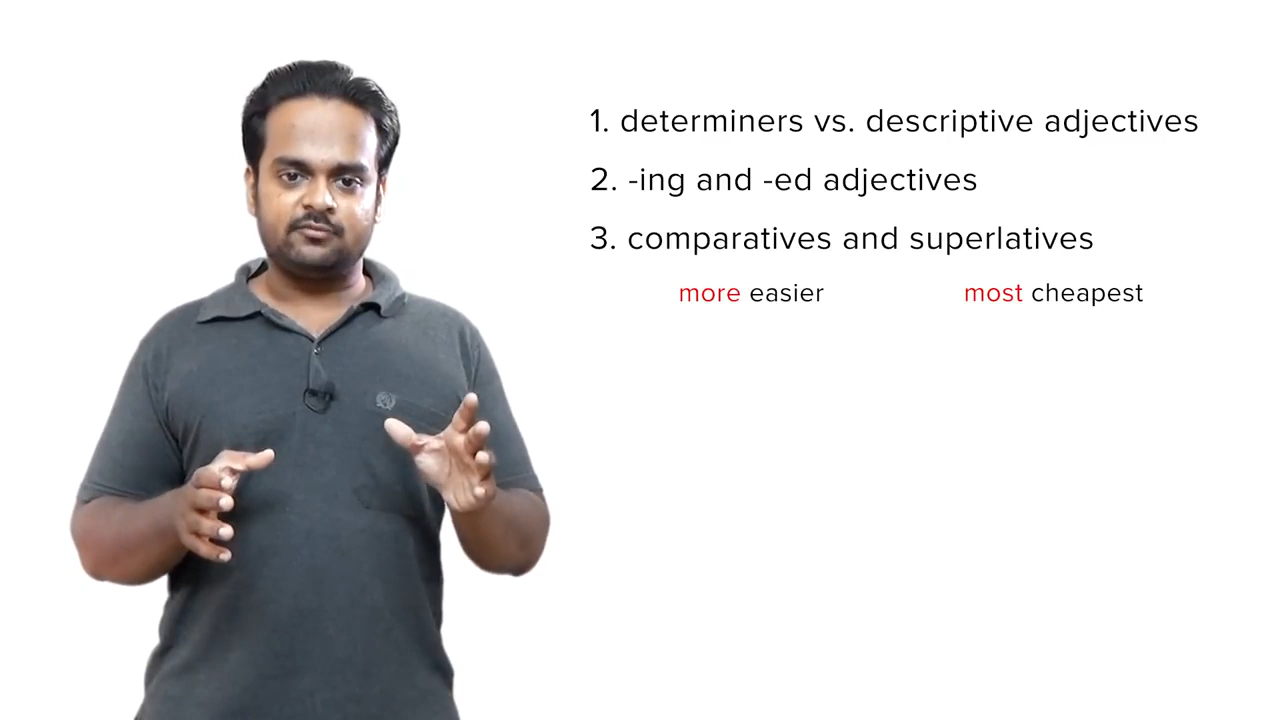 1. determiners vs. descriptive adjectives
2. -ing and -ed adjectives
3. comparatives and superlatives
more easier most cheapest